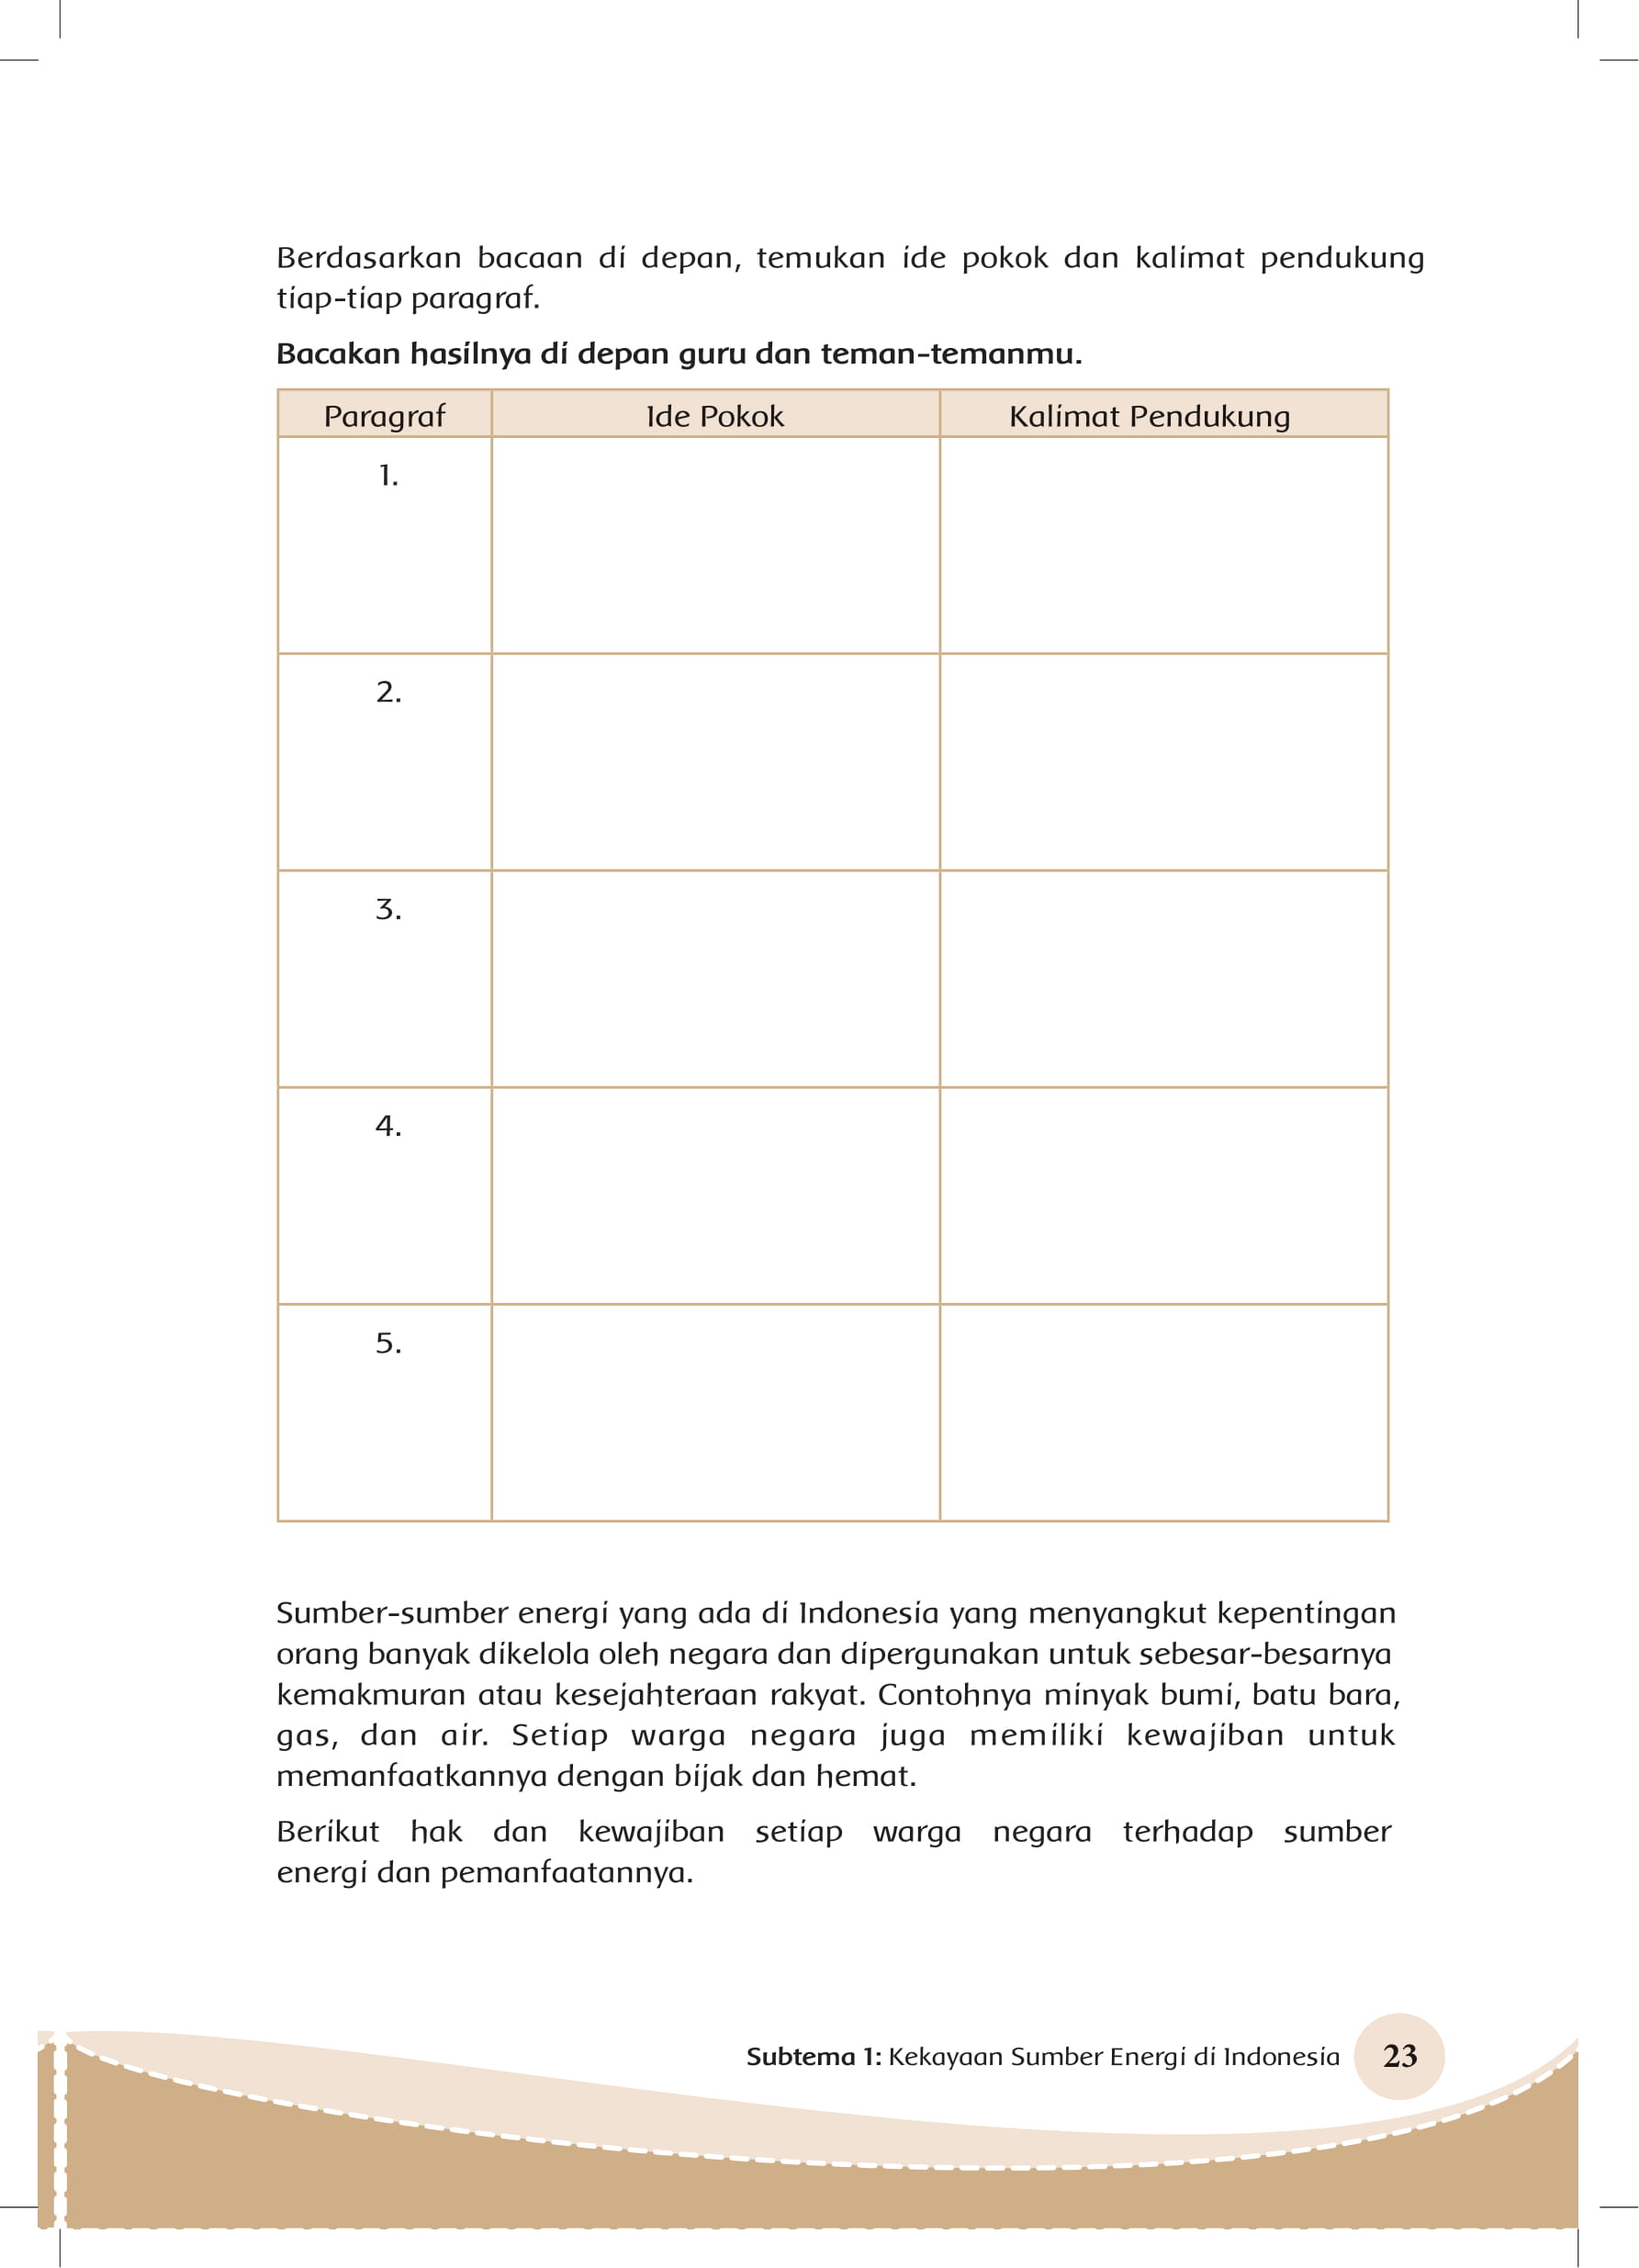 Berdasarkan bacaan di depan, temukan ide pokok dan kalimat pendukung
tiap-tiap paragraf.
Bacakan hasilnya di depan guru dan teman-temanmu.
Paragraf Ide Pokok Kalimat Pendukung
1.
2.
3.
4.
5.
Sumber-sumber energi yang ada di Indonesia yang menyangkut kepentingan
orang banyak dikelola oleh negara dan dipergunakan untuk sebesar-besarnya
kemakmuran atau kesejahteraan rakyat. Contohnya minyak bumi, batu bara,
gas, dan air. Setiap warga negara juga memiliki kewajiban untuk
memanfaatkannya dengan bijak dan hemat.
Berikut hak dan kewajiban setiap warga negara terhadap sumber
energi dan pemanfaatannya.
Subtema 1: Kekayaan Sumber Energi di Indonesia 23